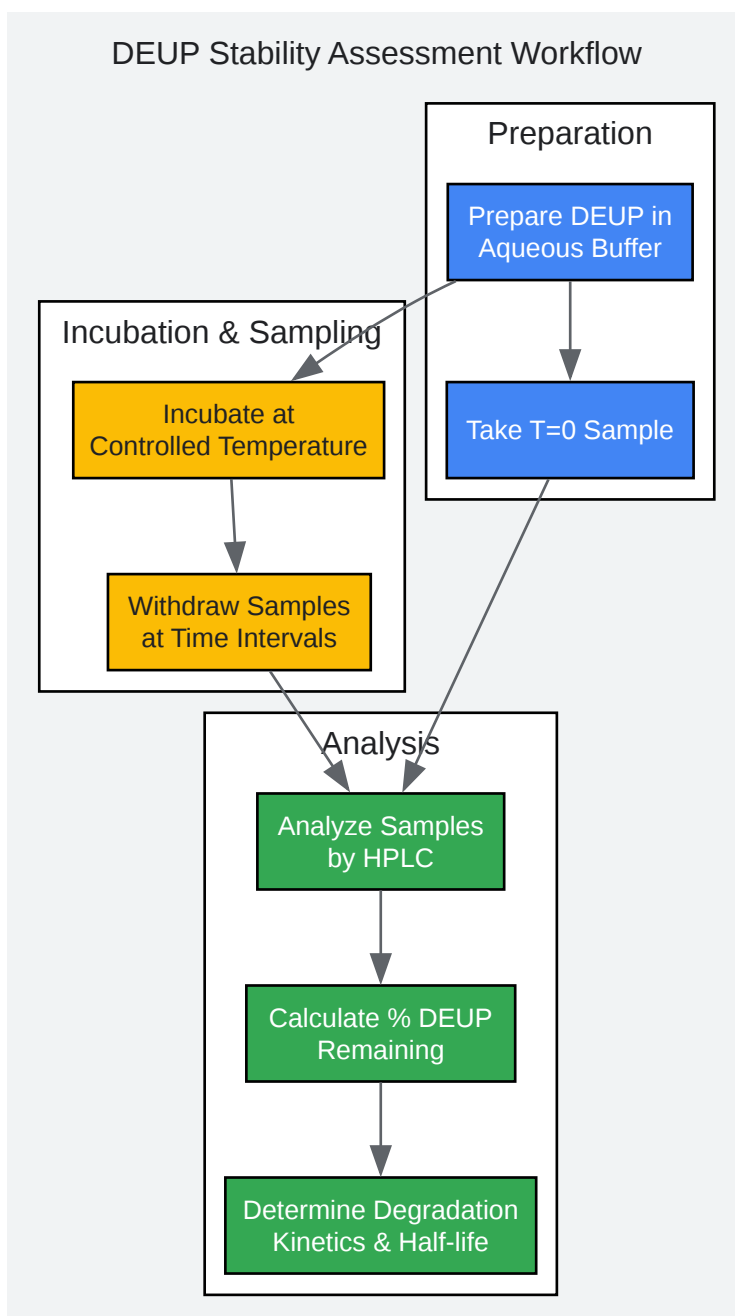 DEUP Stability Assessment Workflow
Preparation
Prepare DEUP in
Aqueous Buffer
Take T=0 Sample
Incubation & Sampling
Incubate at
Controlled Temperature
Withdraw Samples
at Time Intervals
Analysis
Analyze Samples
by HPLC
Calculate % DEUP
Remaining
Determine Degradation
Kinetics & Half-life